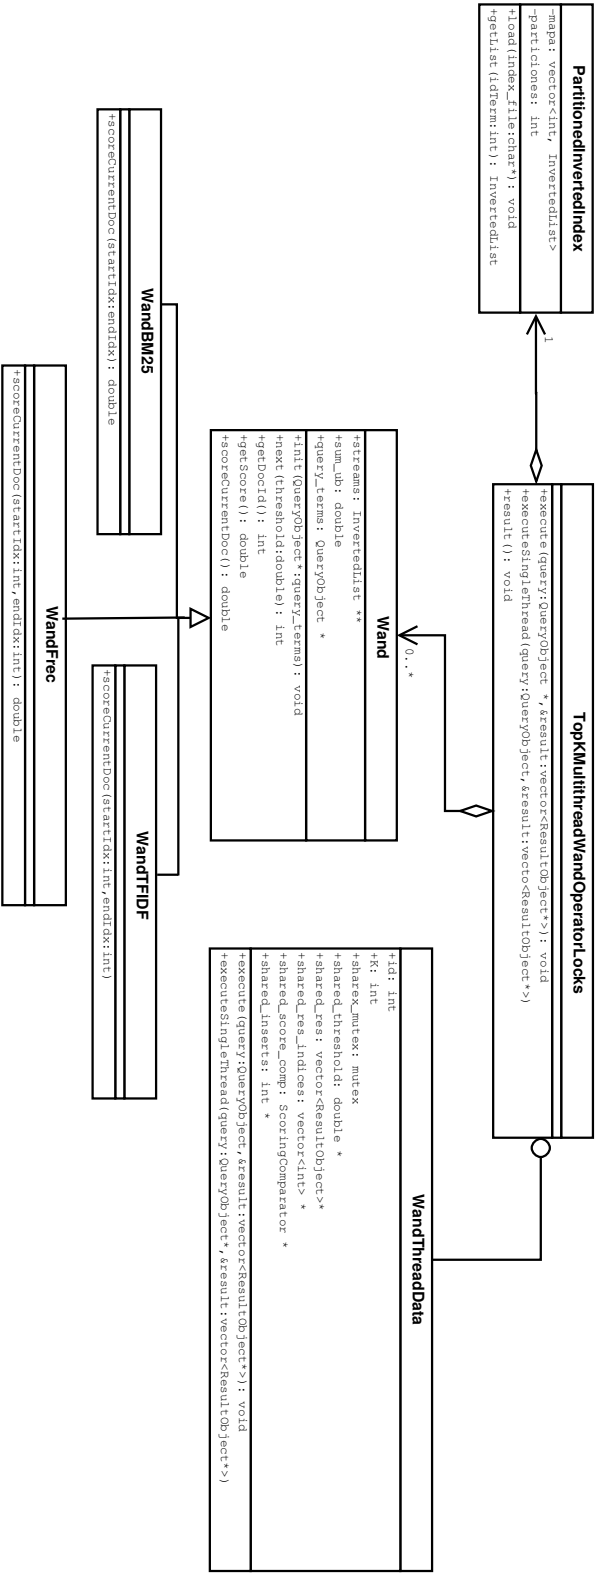 PartitionedInvertedIndex
-mapa: vector<int, InvertedList>
-particiones: int
+load(index_file:char*): void
+getList(idTerm:int): InvertedList
1
TopKMultithreadWandOperatorLocks
+execute(query:QueryObject *,&result:vector<ResultObject*>): void
+executeSingleThread(query:QueryObject,&result:vecto<ResultObject*>)
+result(): void
0..*
Wand
+streams: InvertedList **
+sum_ub: double
+query_terms: QueryObject *
+init(QueryObject*:query_terms): void
+next(threshold:double): int
+getDocId(): int
+getScore(): double
+scoreCurrentDoc(): double
WandThreadData
+id: int
+K: int
+sharex_mutex: mutex
+shared_threshold: double *
+shared_res: vector<ResultObject>*
+shared_res_indices: vector<int> *
+shared_score_comp: ScoringComparator *
+shared_inserts: int *
+execute(query:QueryObject,&result:vector<ResultObject*>): void
+executeSingleThread(query:QueryObject*,&result:vector<ResultObject*>)
WandBM25
+scoreCurrentDoc(startIdx:endIdx): double
WandTFIDF
+scoreCurrentDoc(startIdx:int,endIdx:int)
WandFrec
+scoreCurrentDoc(startIdx:int,endIdx:int): double